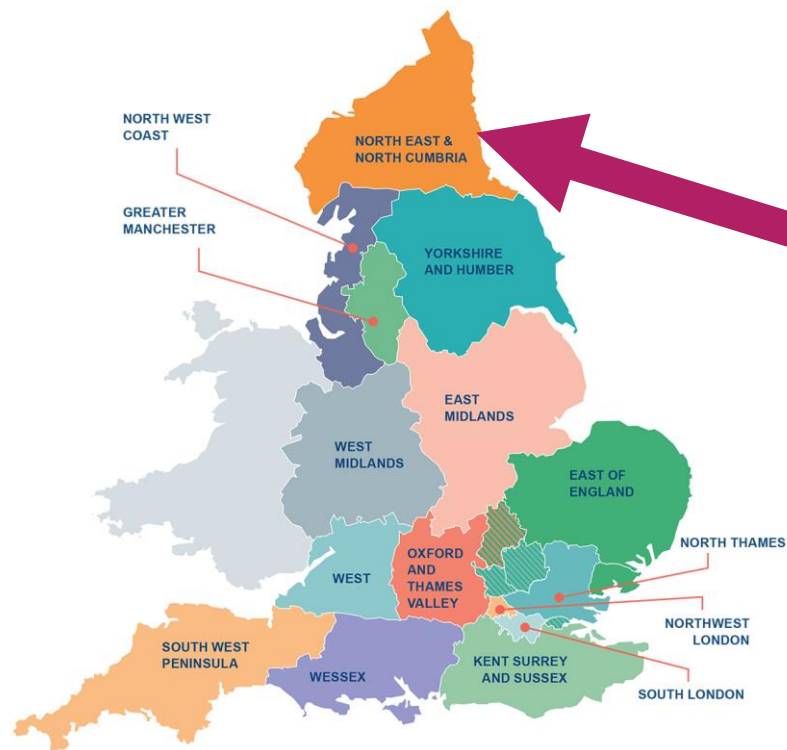 NORTH WEST
COAST
NORTH EAST &
NORTH CUMBRIA
GREATER
MANCHESTER
YORKSHIRE
AND HUMBER
EAST
MIDLANDS
WEST
MIDLANDS
EAST OF
ENGLAND
NORTH THAMES
OXFORD
AND
THAMES
VALLEY
WEST
NORTHWEST
LONDON
SOUTH WEST
PENINSULA
WESSEX
KENT SURREY
AND SUSSEX
SOUTH LONDON